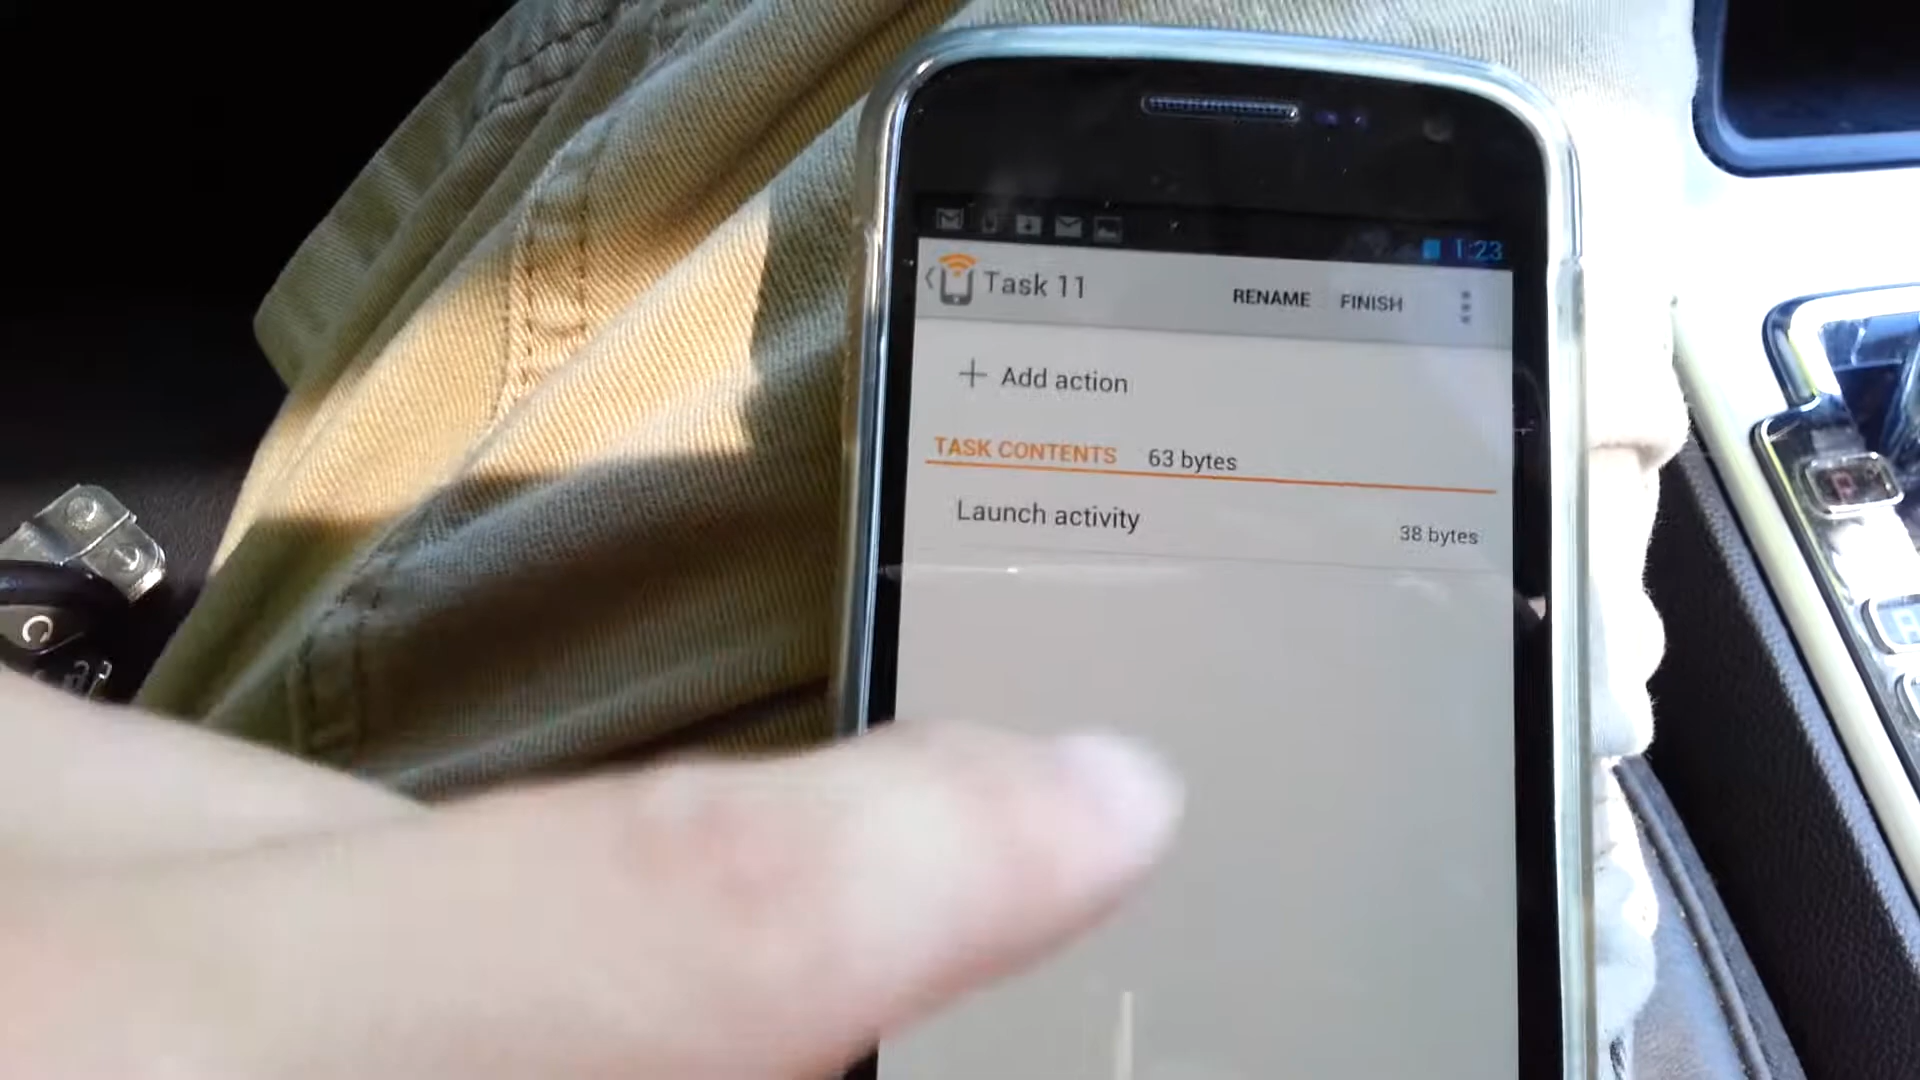 1:23
Task 11 RENAME FINISH
+ Add action
TASK CONTENTS 63 bytes
Launch activity 38 bytes
P